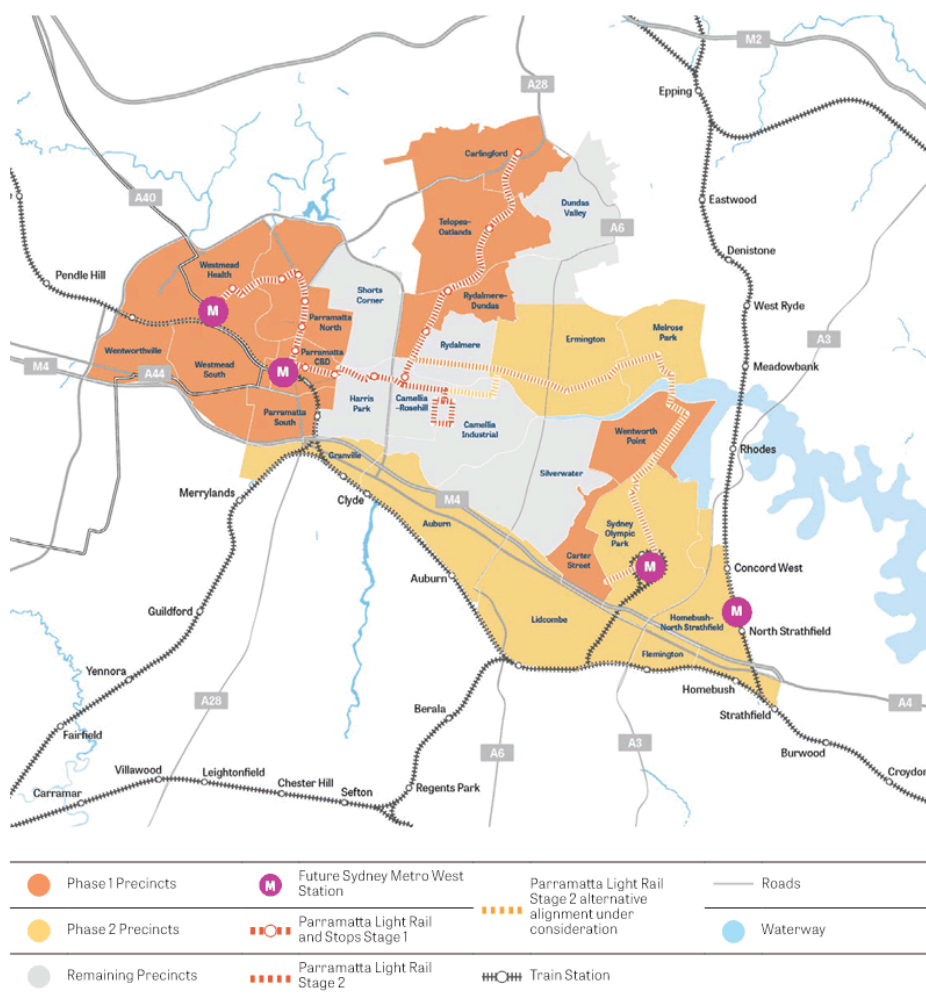 M2
Epping
A28
Carlingford
A40
Dundas
Valley
Eastwood
Telopea-
Oatlands
A6
Denistone
Westmead
Health
Pendle Hill
Shorts
Corner
Rydalmere-
Dundas
West Ryde
M
Parramatta
North
Ermington
Melrose
Park
A3
Rydalmere
Wentworthville
Parramatta
CBD
M4
Westmead
South
A44
M
Meadowbank
Harris
Park
Camellia
-Rosehill
Parramatta
South
Camellia
Industrial
Wentworth
Point
Granville
Silverwater
Rhodes
Merrylands
Clyde
M4
Auburn
Sydney
Olympic
Park
Carter
Street
M
Concord West
Auburn
Guildford
Lidcombe
Homebush-
North Strathfield
M
North Strathfield
Flemington
Yennora
Homebush
A28
Strathfield
A4
Berala
Fairfield
A6
A3
Burwood
Villawood
Leightonfield
Chester Hill
Sefton
Regents Park
Croydon
Carramar
Phase 1 Precincts
M
Future Sydney Metro West
Station
Parramatta Light Rail
Stage 2 alternative
alignment under
consideration
Roads
Phase 2 Precincts
Parramatta Light Rail
and Stops Stage 1
Waterway
Remaining Precincts
Parramatta Light Rail
Stage 2
Train Station